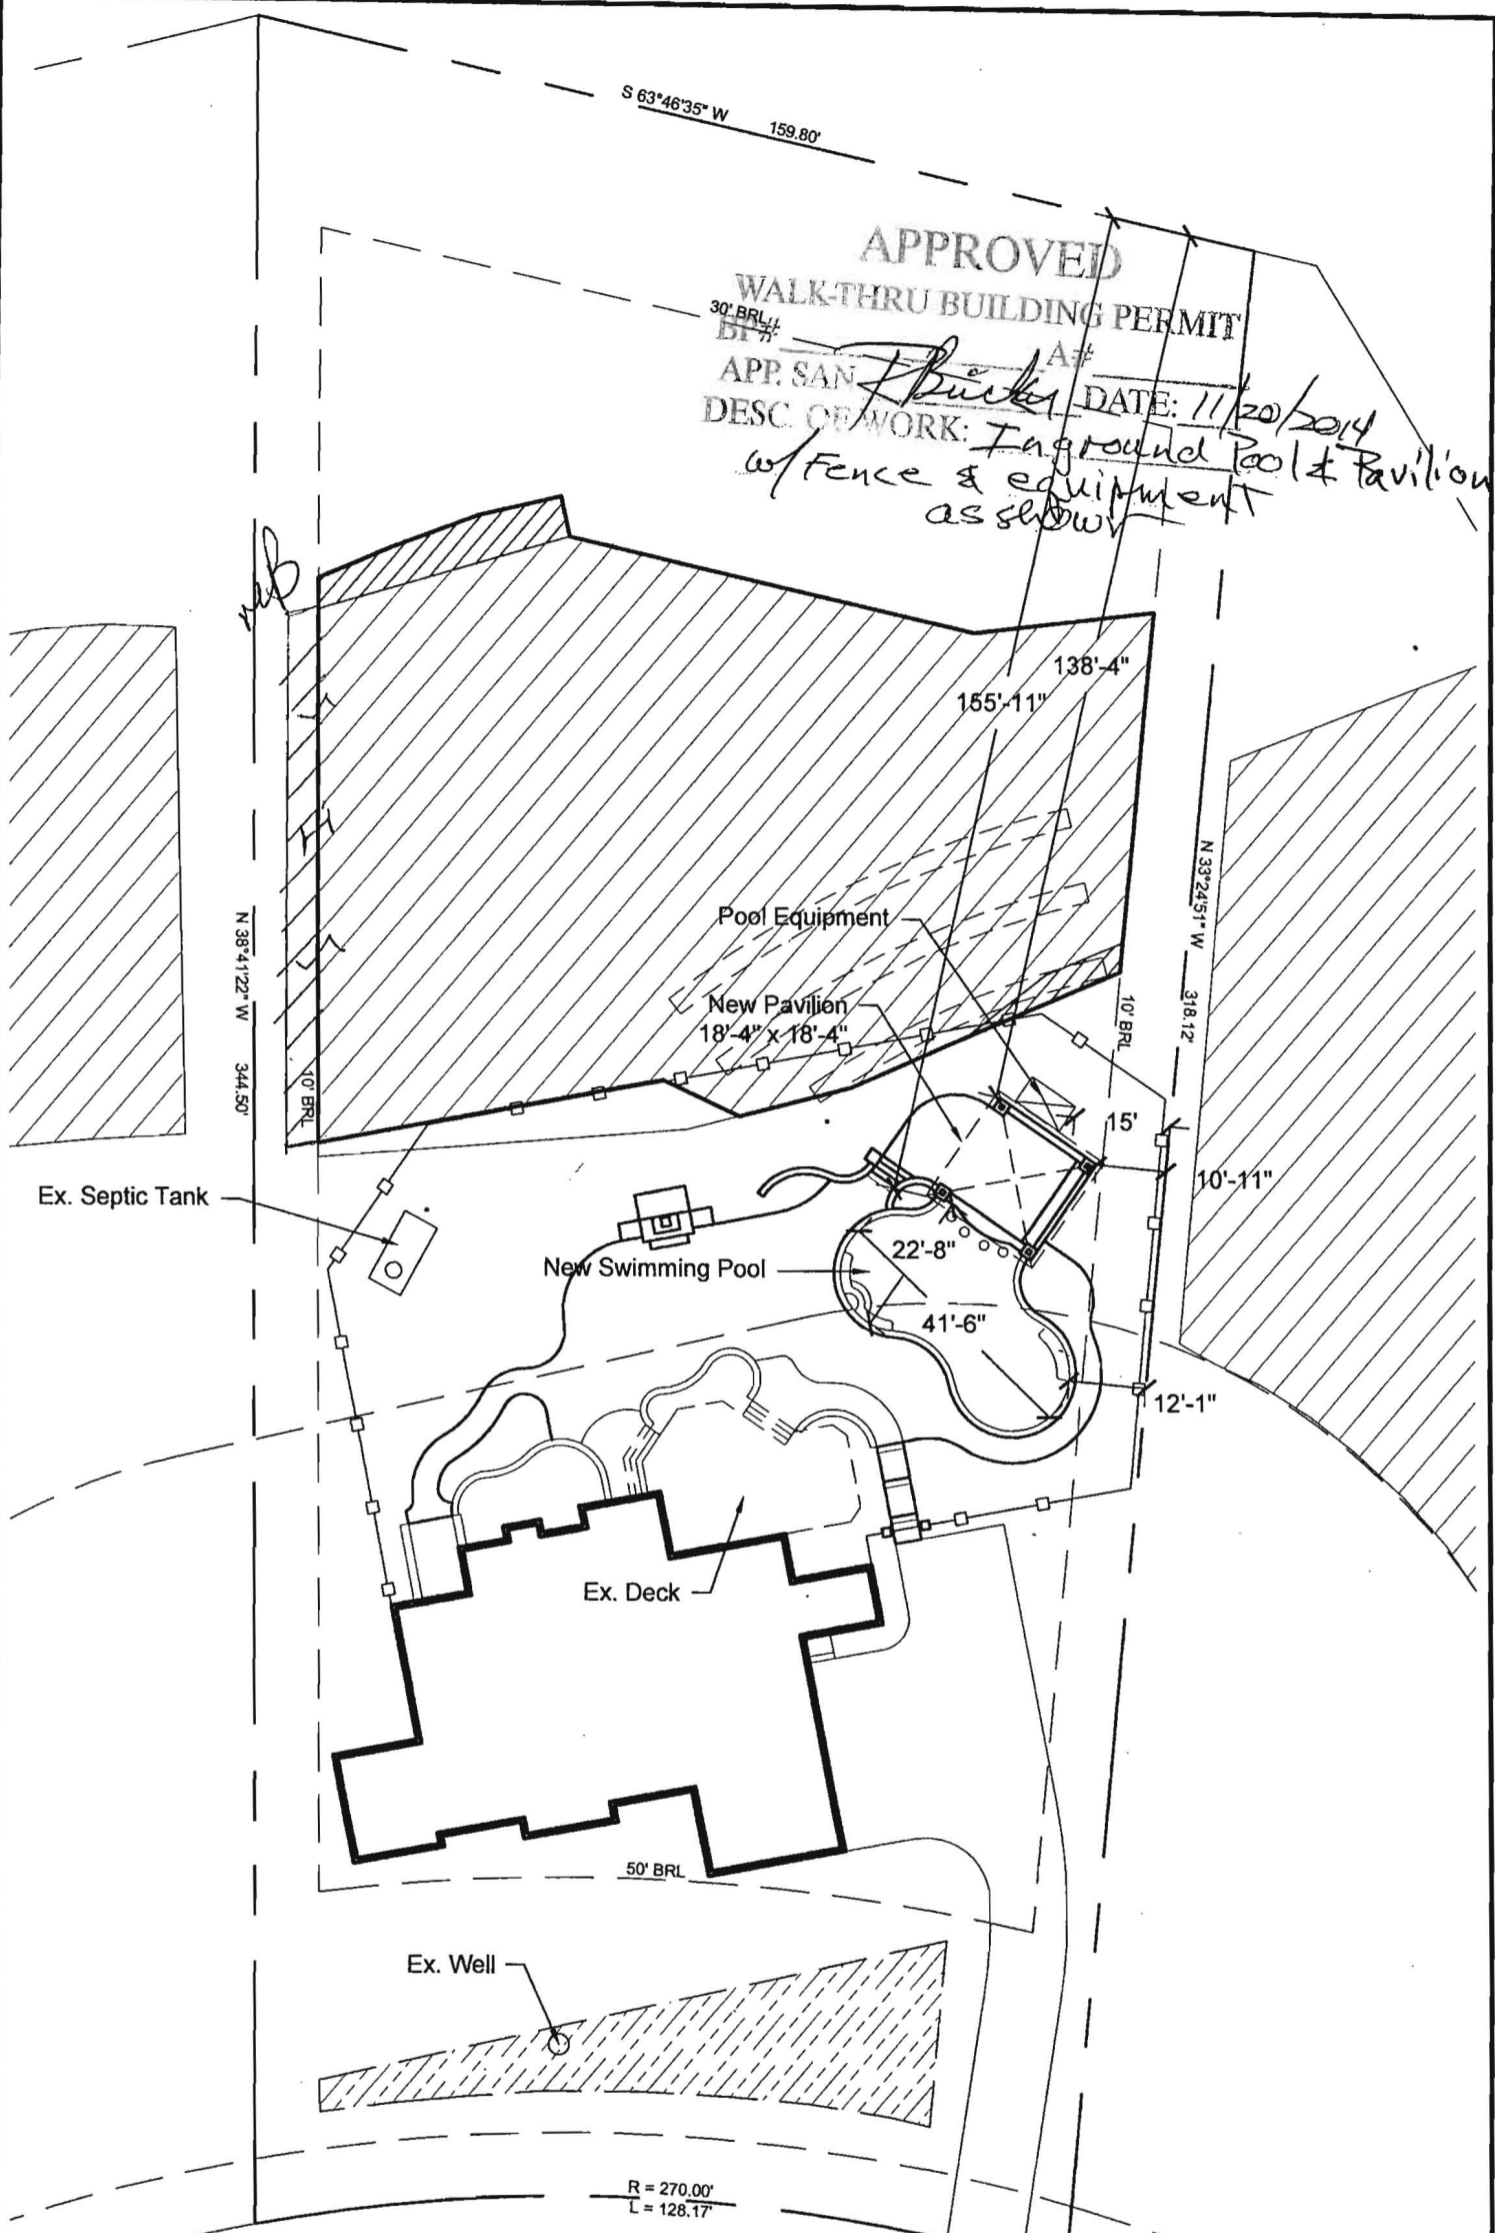 S 63°46'35" W 159.80'
APPROVED
WALK-THRU BUILDING PERMIT
30' BRL
BP# A#
APP. SAN DATE: 11/20/2014
DESC. OF WORK: Inground Pool & Pavilion
w/ Fence & equipment
as shown
138'-4"
155'-11"
N 33°24'51" W 318.12'
Pool Equipment
N 38°41'22" W 344.50'
New Pavilion
18'-4" x 18'-4"
10' BRL
10' BRL
15'
10'-11"
Ex. Septic Tank
22'-8"
New Swimming Pool
41'-6"
12'-1"
Ex. Deck
50' BRL
Ex. Well
R = 270.00'
L = 128.17'